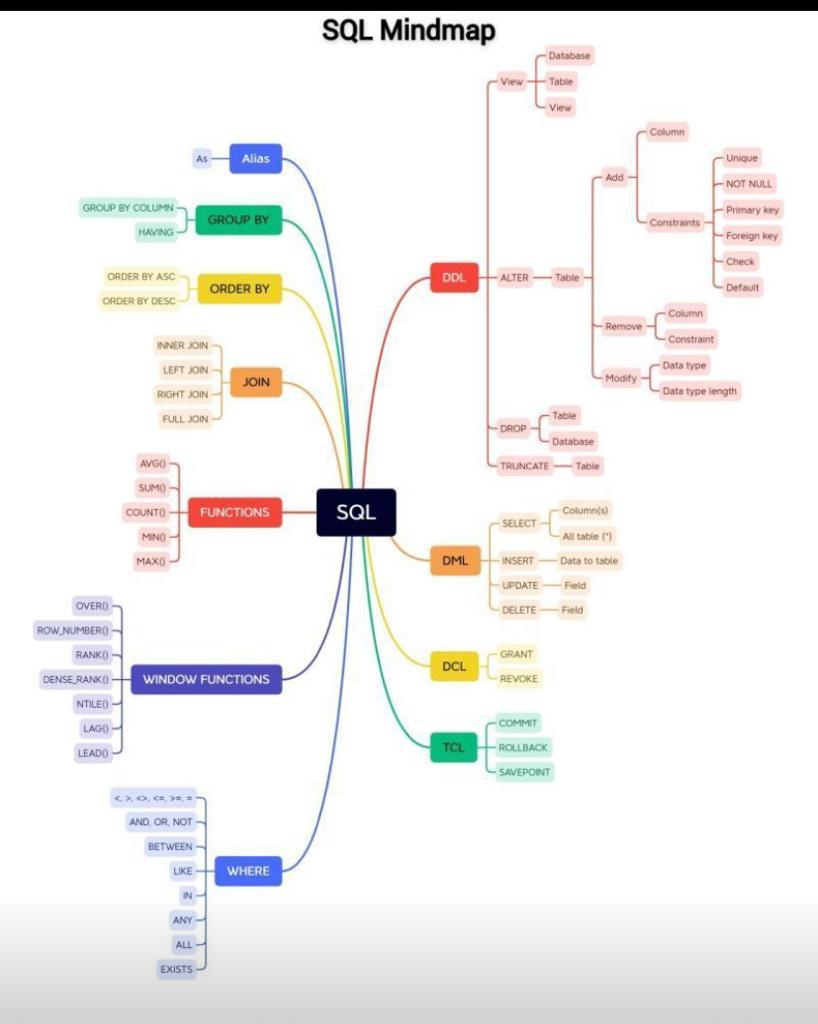 SQL Mindmap
As
Alias
GROUP BY COLUMN
HAVING
GROUP BY
ORDER BY ASC
ORDER BY DESC
ORDER BY
INNER JOIN
LEFT JOIN
RIGHT JOIN
FULL JOIN
JOIN
AVG()
SUM()
COUNT()
MIN()
MAX()
FUNCTIONS
OVER()
ROW_NUMBER()
RANK()
DENSE_RANK()
NTILE()
LAG()
LEAD()
WINDOW FUNCTIONS
<, >, <>, <=, >=, =
AND, OR, NOT
BETWEEN
LIKE
IN
ANY
ALL
EXISTS
WHERE
SQL
DDL
View
Database
Table
View
ALTER
Table
Add
Column
Constraints
Unique
NOT NULL
Primary key
Foreign key
Check
Default
Remove
Column
Constraint
Modify
Data type
Data type length
DROP
Table
Database
TRUNCATE
Table
DML
SELECT
Column(s)
All table (*)
INSERT
Data to table
UPDATE
Field
DELETE
Field
DCL
GRANT
REVOKE
TCL
COMMIT
ROLLBACK
SAVEPOINT